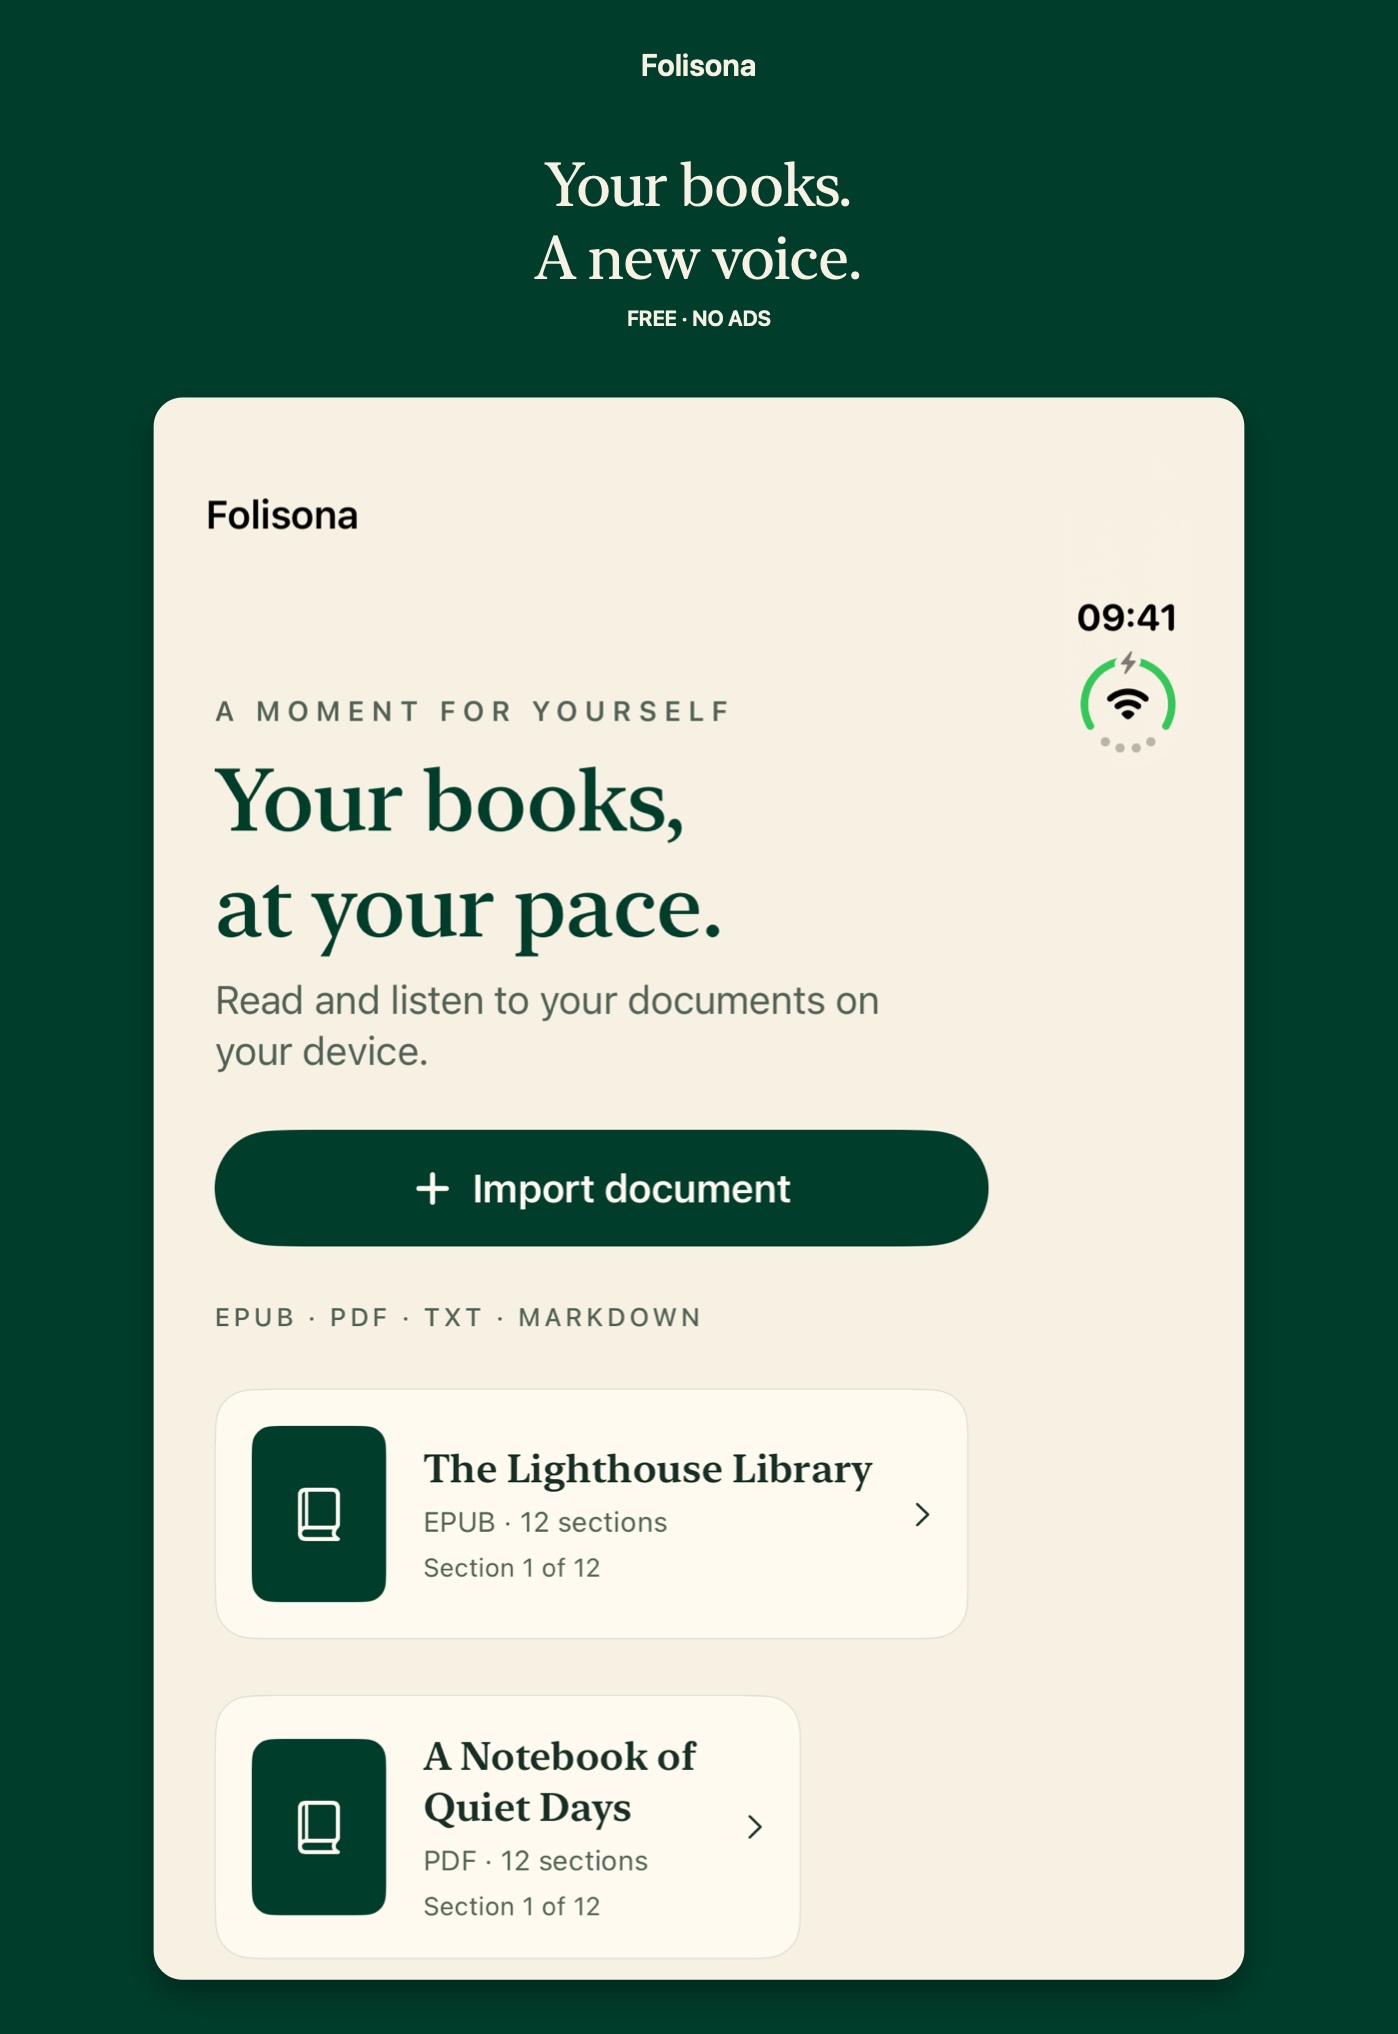 Folisona
Your books.
A new voice.
FREE · NO ADS
Folisona
09:41
A MOMENT FOR YOURSELF
Your books,
at your pace.
Read and listen to your documents on
your device.
+ Import document
EPUB · PDF · TXT · MARKDOWN
The Lighthouse Library
EPUB · 12 sections
Section 1 of 12
A Notebook of
Quiet Days
PDF · 12 sections
Section 1 of 12